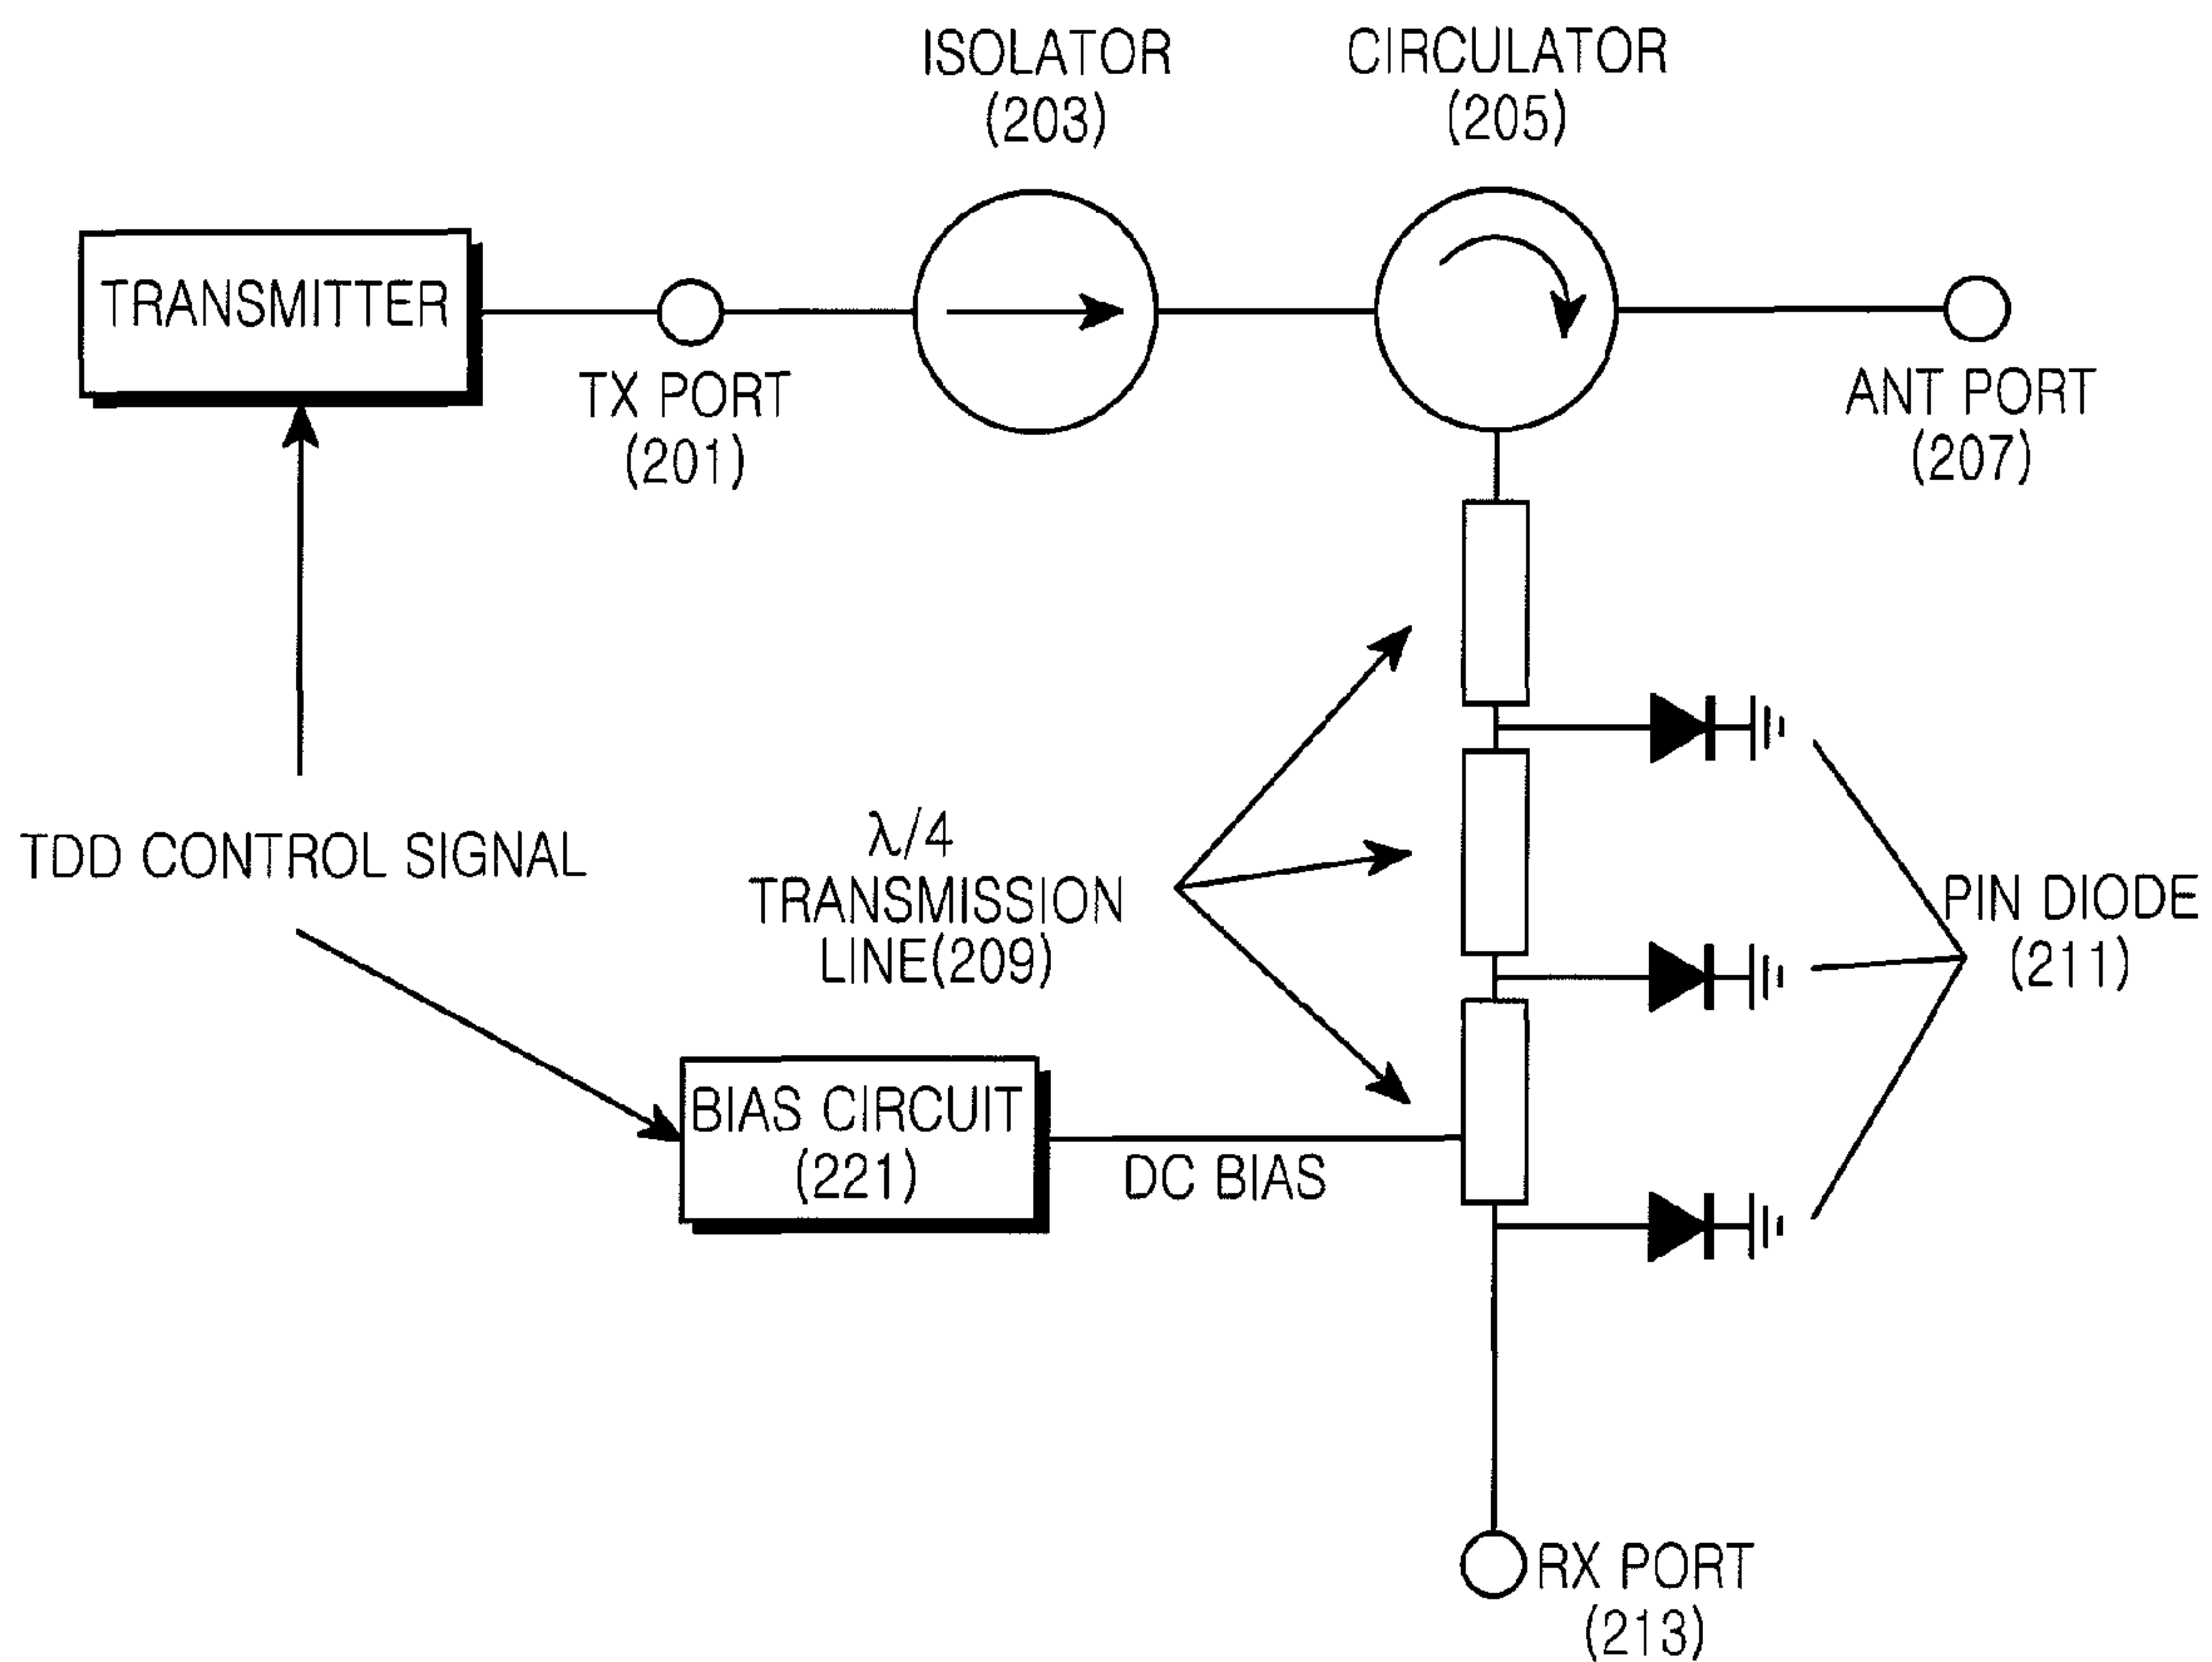 ISOLATOR
(203)
CIRCULATOR
(205)
TRANSMITTER
TX PORT
(201)
ANT PORT
(207)
TDD CONTROL SIGNAL
λ/4
TRANSMISSION
LINE(209)
PIN DIODE
(211)
BIAS CIRCUIT
(221)
DC BIAS
RX PORT
(213)